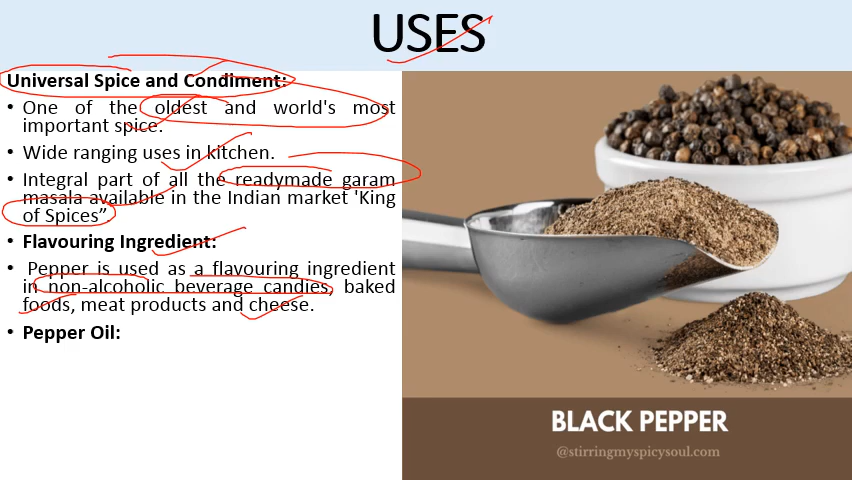 USES
Universal Spice and Condiment:
• One of the oldest and world's most
important spice.
• Wide ranging uses in kitchen.
• Integral part of all the readymade garam
masala available in the Indian market 'King
of Spices”.
• Flavouring Ingredient:
• Pepper is used as a flavouring ingredient
in non-alcoholic beverage candies, baked
foods, meat products and cheese.
• Pepper Oil:
BLACK PEPPER
@stirringmyspicysoul.com